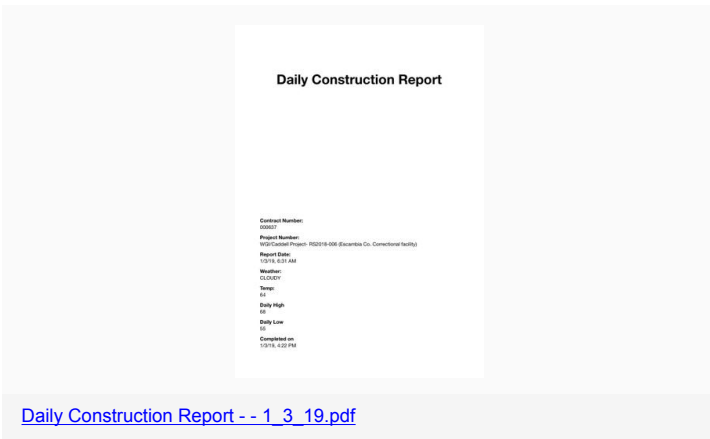 Daily Construction Report
Contract Number:
000637
Project Number:
WGI/Caddell Project- RS2018-006 (Escambia Co. Correctional facility)
Report Date:
1/3/19, 6:31 AM
Weather:
CLOUDY
Temp:
64
Daily High
68
Daily Low
55
Completed on
1/3/19, 4:22 PM
Daily Construction Report - - 1_3_19.pdf